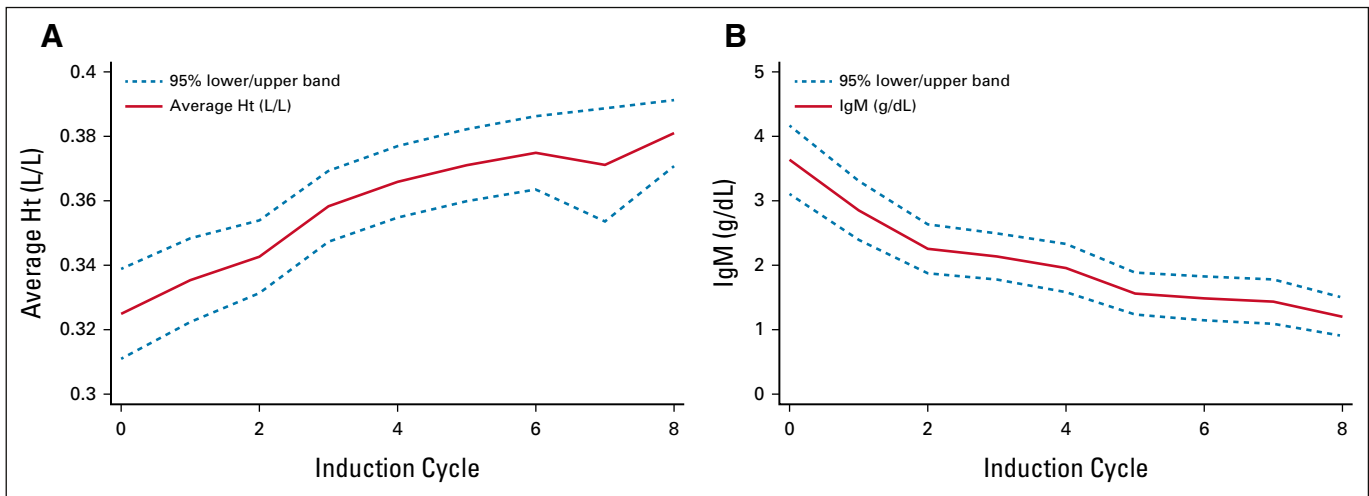 A
0.4
0.38
0.36
0.34
0.32
0.3
Average Ht (L/L)
95% lower/upper band
Average Ht (L/L)
0 2 4 6 8
Induction Cycle
B
5
4
3
2
1
0
IgM (g/dL)
95% lower/upper band
IgM (g/dL)
0 2 4 6 8
Induction Cycle